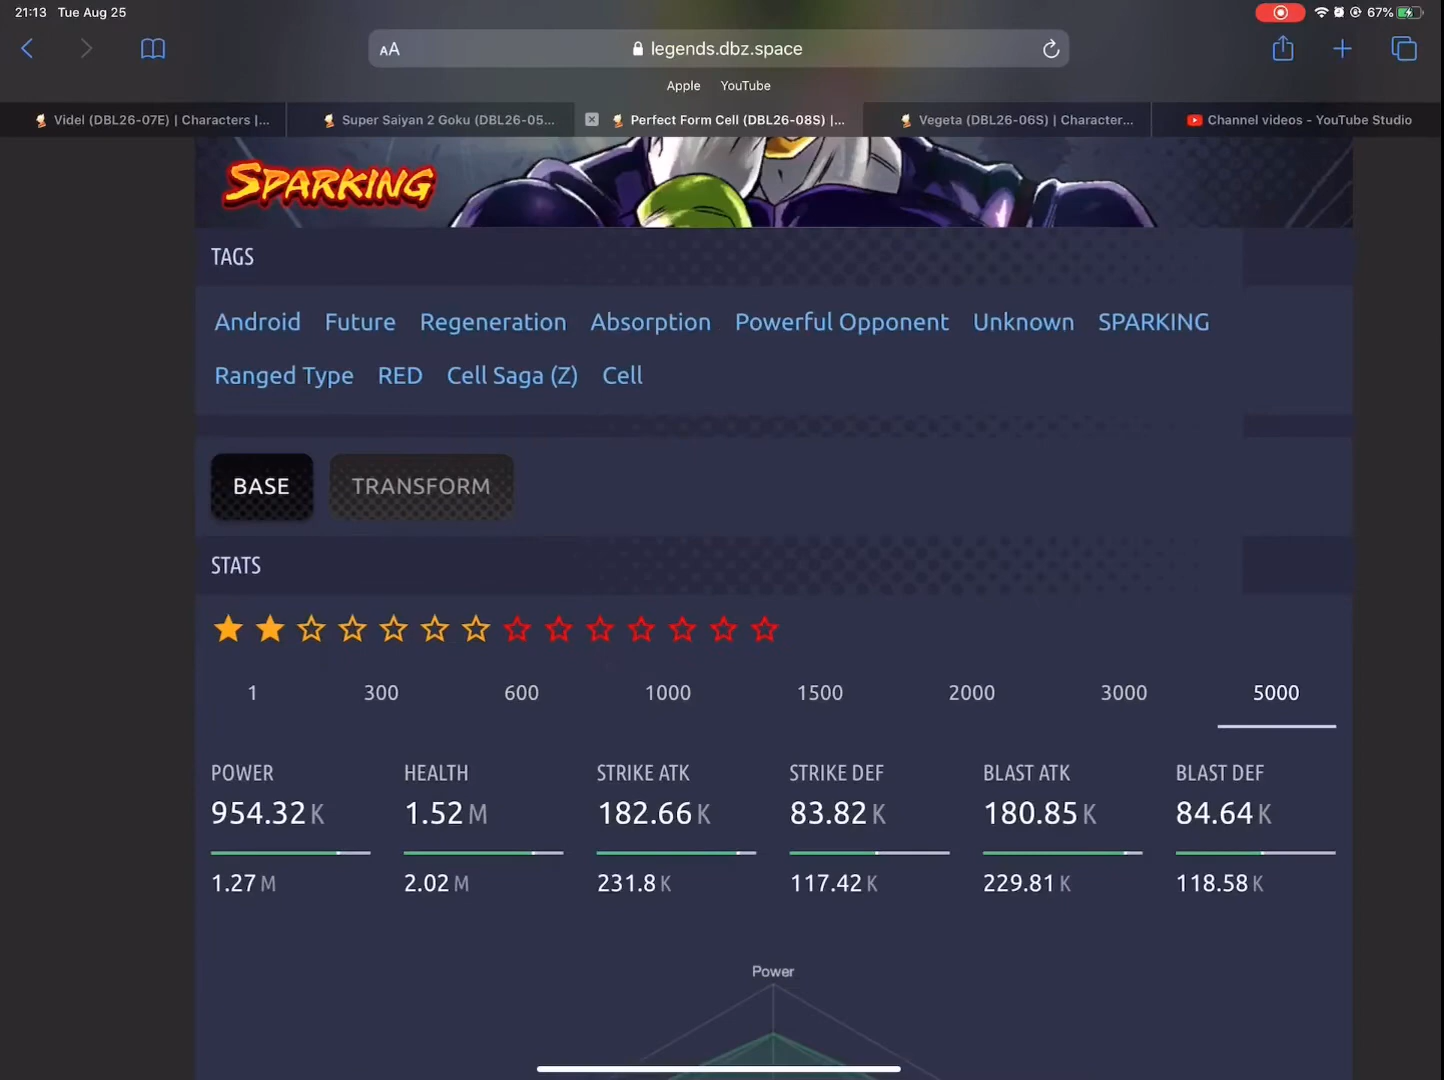 21:13 Tue Aug 25 67%
AA legends.dbz.space
Apple YouTube
Videl (DBL26-07E) | Characters |... Super Saiyan 2 Goku (DBL26-05... Perfect Form Cell (DBL26-08S) |... Vegeta (DBL26-06S) | Character... Channel videos - YouTube Studio
SPARKING
TAGS
Android Future Regeneration Absorption Powerful Opponent Unknown SPARKING
Ranged Type RED Cell Saga (Z) Cell
BASE TRANSFORM
STATS
1 300 600 1000 1500 2000 3000 5000
POWER HEALTH STRIKE ATK STRIKE DEF BLAST ATK BLAST DEF
954.32 K 1.52 M 182.66 K 83.82 K 180.85 K 84.64 K
1.27 M 2.02 M 231.8 K 117.42 K 229.81 K 118.58 K
Power